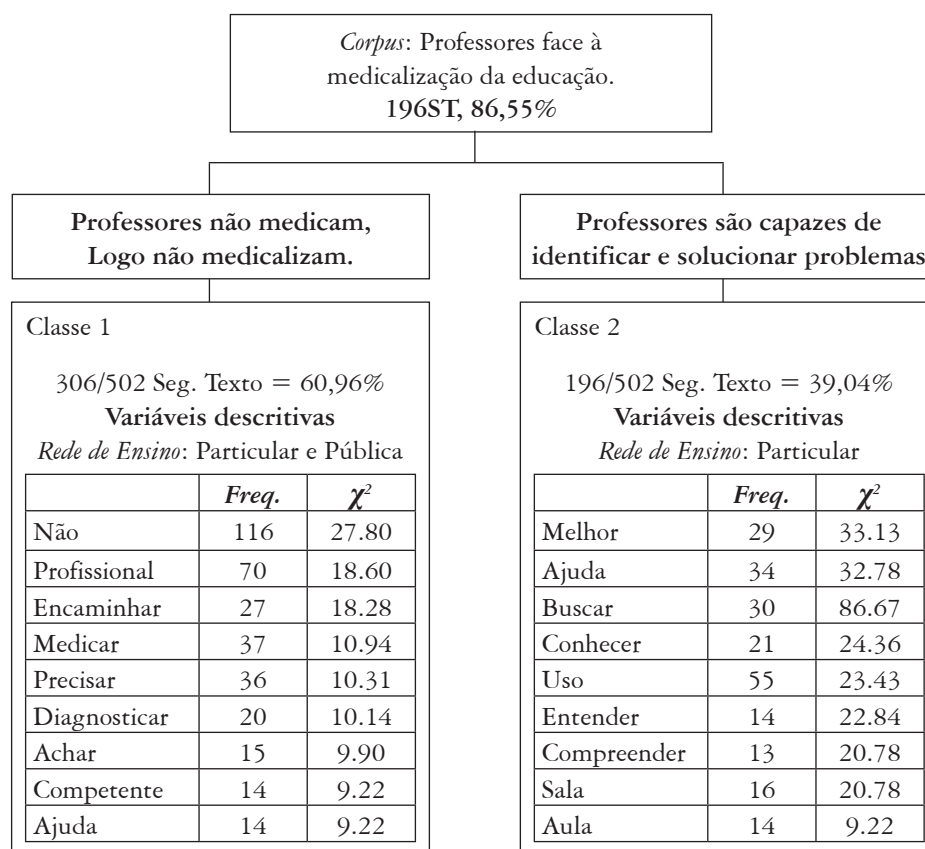 Corpus: Professores face à
medicalização da educação.
196ST, 86,55%
Professores não medicam,
Logo não medicalizam.
Professores são capazes de
identificar e solucionar problemas
Classe 1
306/502 Seg. Texto = 60,96%
Variáveis descritivas
Rede de Ensino: Particular e Pública
Freq. χ²
Não 116 27.80
Profissional 70 18.60
Encaminhar 27 18.28
Medicar 37 10.94
Precisar 36 10.31
Diagnosticar 20 10.14
Achar 15 9.90
Competente 14 9.22
Ajuda 14 9.22
Classe 2
196/502 Seg. Texto = 39,04%
Variáveis descritivas
Rede de Ensino: Particular
Freq. χ²
Melhor 29 33.13
Ajuda 34 32.78
Buscar 30 86.67
Conhecer 21 24.36
Uso 55 23.43
Entender 14 22.84
Compreender 13 20.78
Sala 16 20.78
Aula 14 9.22